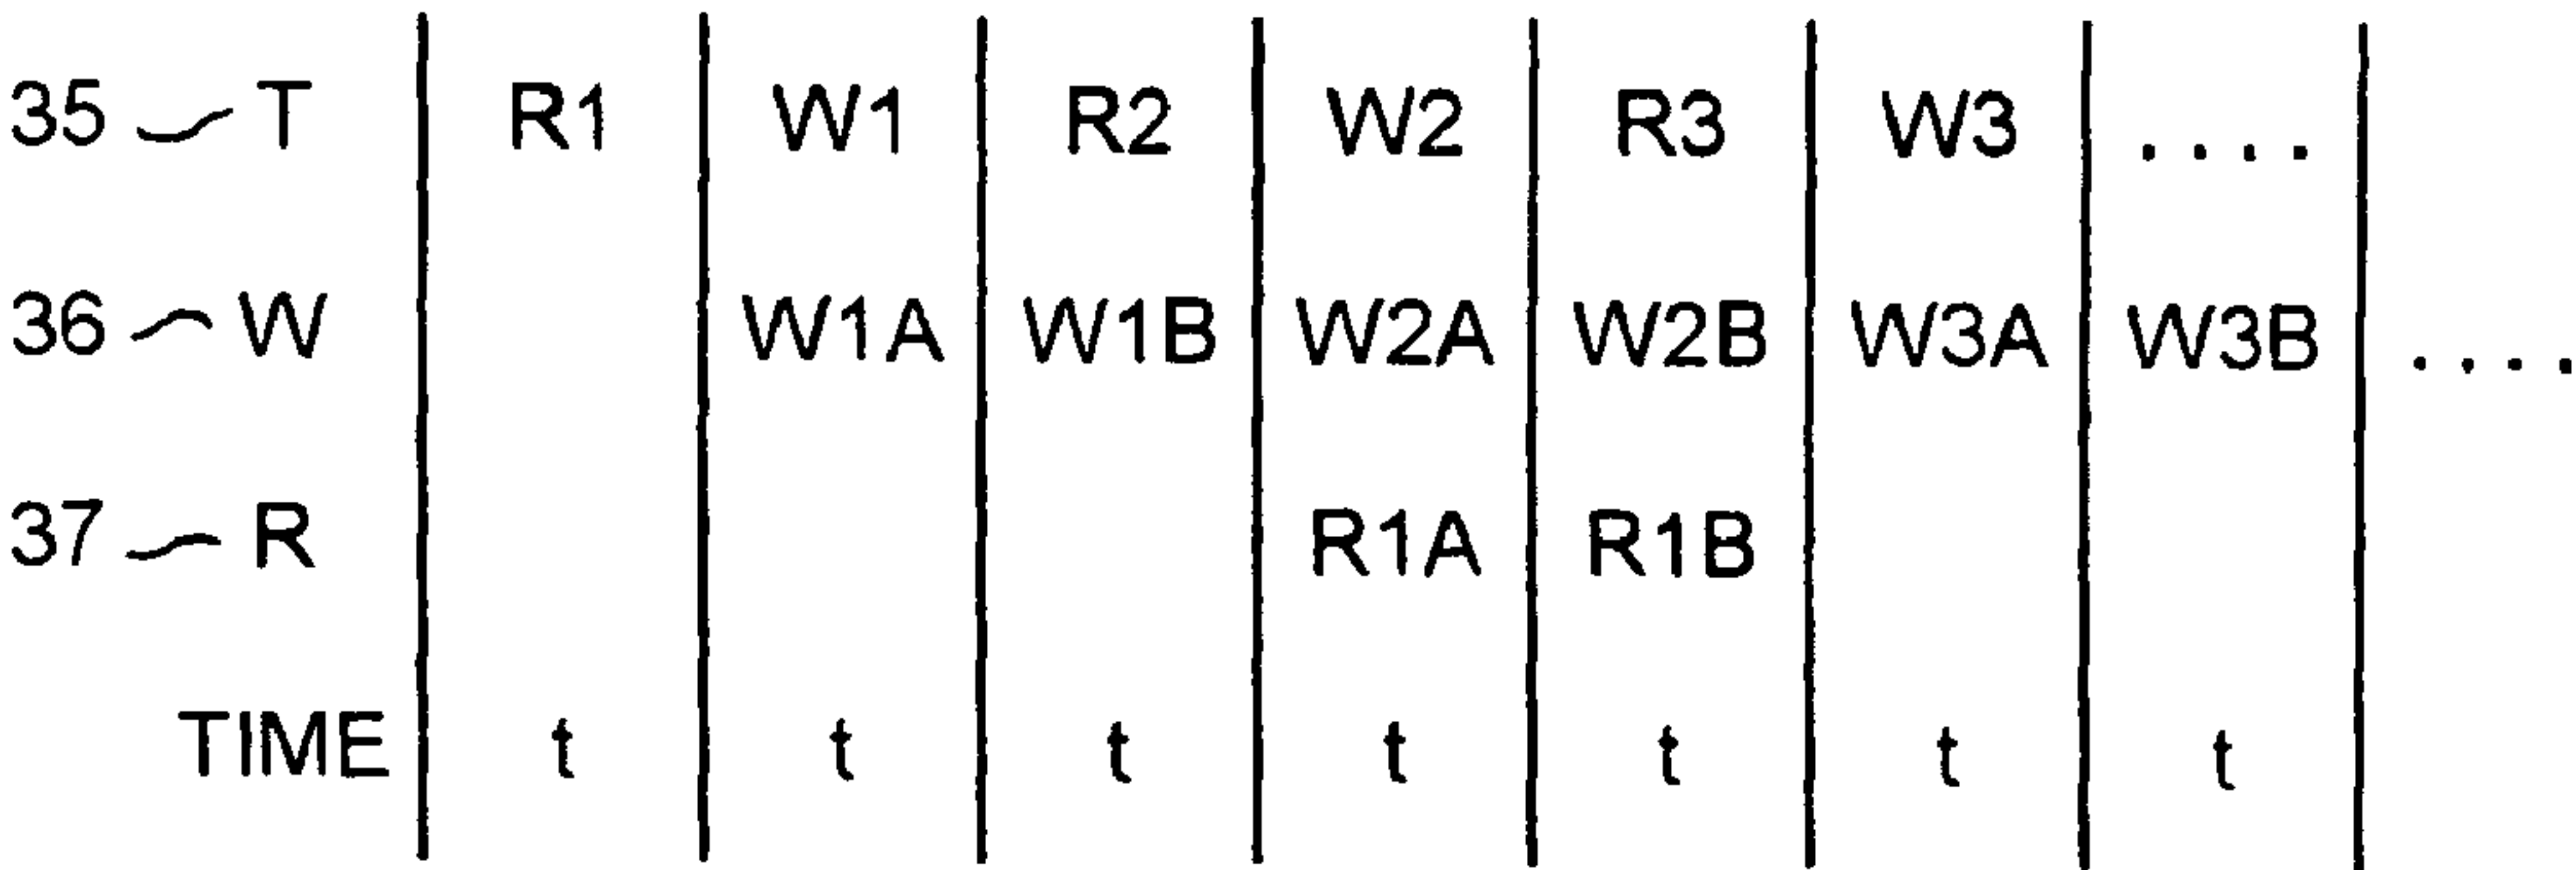 35 T R1 W1 R2 W2 R3 W3 ....
36 W W1A W1B W2A W2B W3A W3B ....
37 R R1A R1B
TIME t t t t t t t